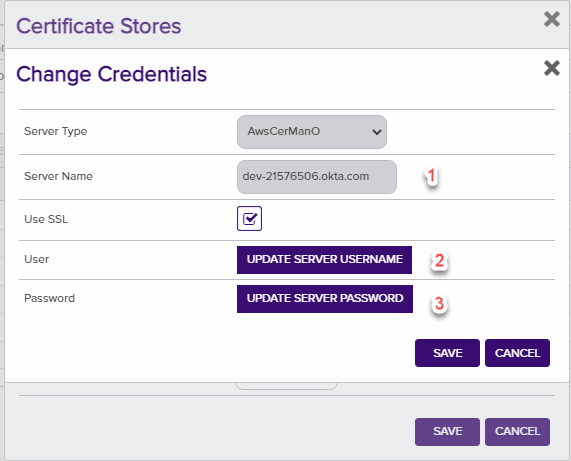 Certificate Stores
Change Credentials
Server Type AwsCerManO
Server Name dev-21576506.okta.com 1
Use SSL
User UPDATE SERVER USERNAME 2
Password UPDATE SERVER PASSWORD 3
SAVE CANCEL
SAVE CANCEL